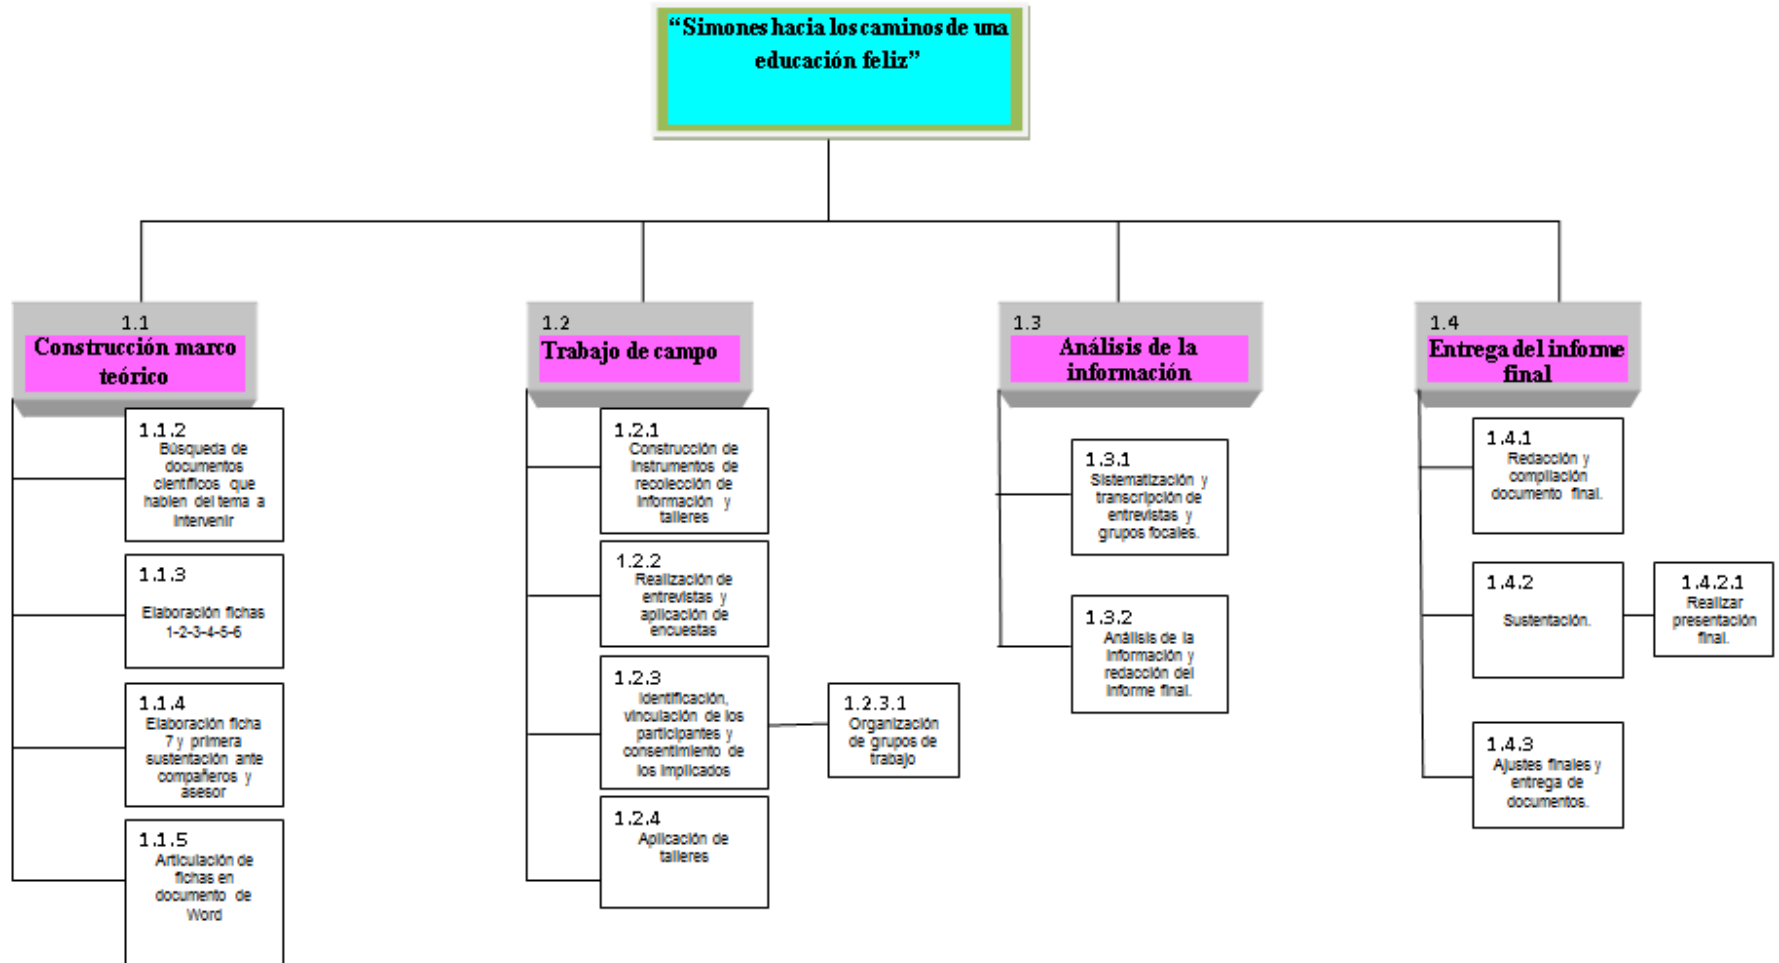 “Simones hacia los caminos de una
educación feliz”
1.1
Construcción marco
teórico
1.1.2
Búsqueda de
documentos
científicos que
hablen del tema a
intervenir
1.1.3
Elaboración fichas
1-2-3-4-5-6
1.1.4
Elaboración ficha
7 y primera
sustentación ante
compañeros y
asesor
1.1.5
Articulación de
fichas en
documento de
Word
1.2
Trabajo de campo
1.2.1
Construcción de
instrumentos de
recolección de
información y
talleres
1.2.2
Realización de
entrevistas y
aplicación de
encuestas
1.2.3
Identificación,
vinculación de los
participantes y
consentimiento de
los implicados
1.2.3.1
Organización
de grupos de
trabajo
1.2.4
Aplicación de
talleres
1.3
Análisis de la
información
1.3.1
Sistematización y
transcripción de
entrevistas y
grupos focales.
1.3.2
Análisis de la
información y
redacción del
informe final.
1.4
Entrega del informe
final
1.4.1
Redacción y
compilación
documento final.
1.4.2
Sustentación.
1.4.2.1
Realizar
presentación
final.
1.4.3
Ajustes finales y
entrega de
documentos.